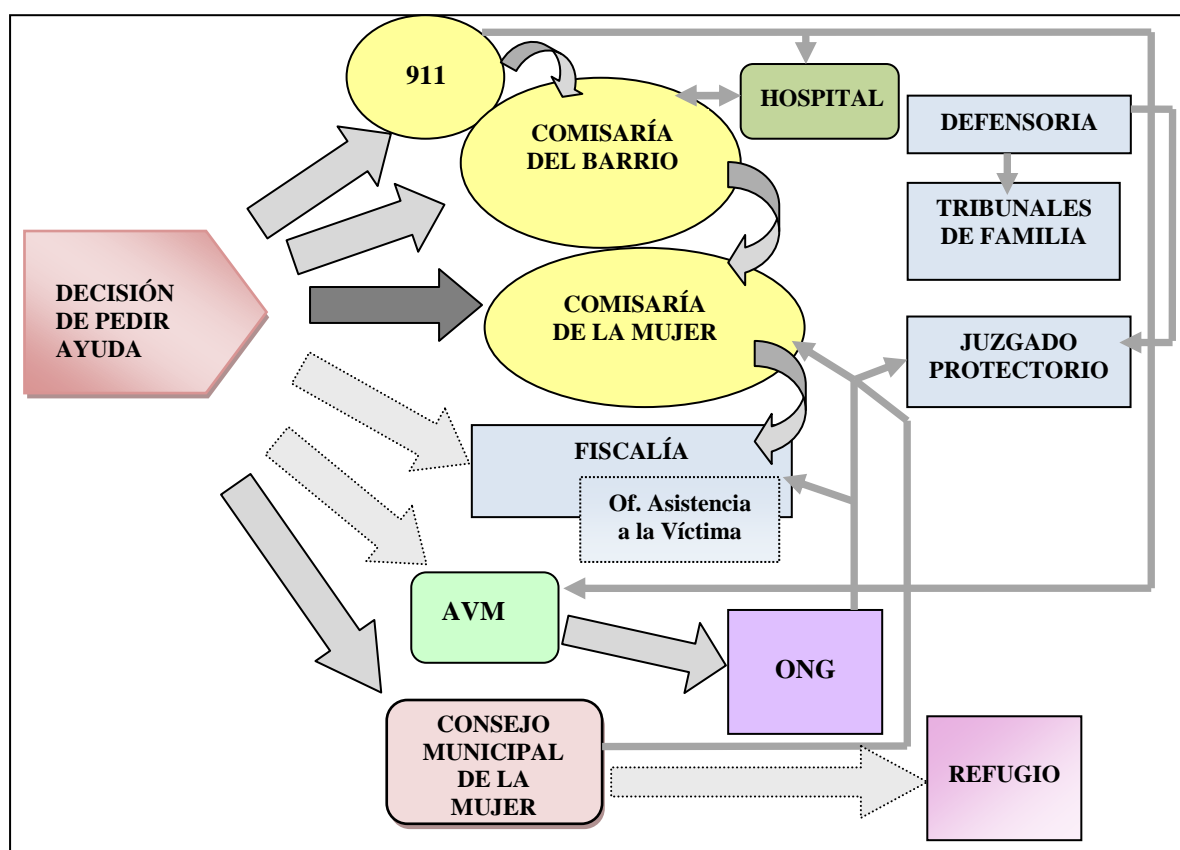 911
HOSPITAL
DEFENSORIA
COMISARÍA
DEL BARRIO
TRIBUNALES
DE FAMILIA
DECISIÓN
DE PEDIR
AYUDA
COMISARÍA
DE LA MUJER
JUZGADO
PROTECTORIO
FISCALÍA
Of. Asistencia
a la Víctima
AVM
ONG
CONSEJO
MUNICIPAL
DE LA
MUJER
REFUGIO